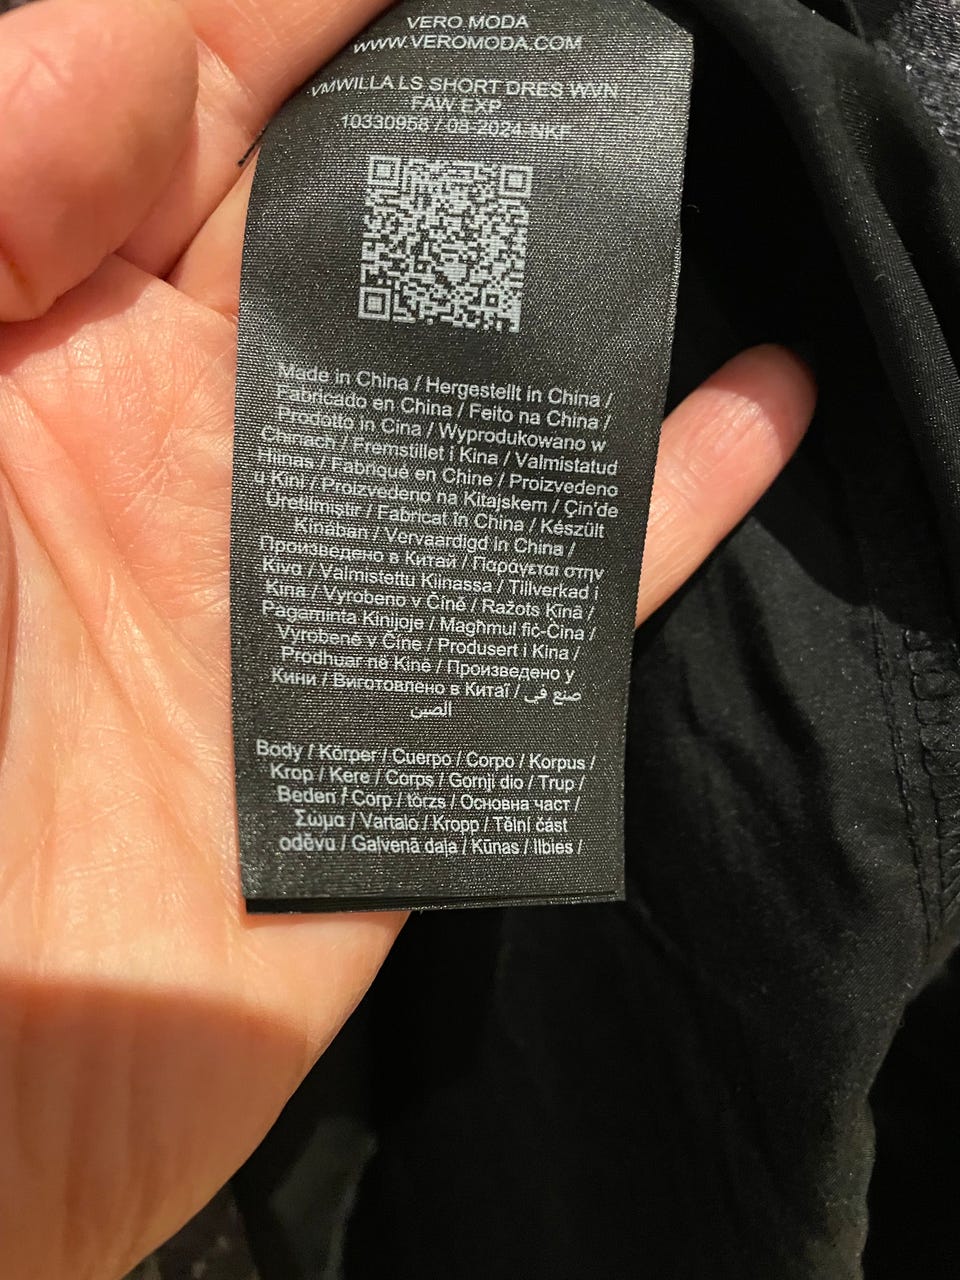 VERO MODA
WWW.VEROMODA.COM
VMWILLA LS SHORT DRES WVN
FAW EXP
10330958 / 08-2024 NKF
Made in China / Hergestellt in China /
Fabricado en China / Feito na China /
Prodotto in Cina / Wyprodukowano w
Chinach / Fremstillet i Kina / Valmistatud
Hiinas / Fabriqué en Chine / Proizvedeno
u Kini / Proizvedeno na Kitajskem / Çin'de
Üretilmiştir / Fabricat în China / Készült
Kínában / Vervaardigd in China /
Произведено в Китай / Παράγεται στην
Κίνα / Valmistettu Kiinassa / Tillverkad i
Kina / Vyrobeno v Číně / Ražots Ķīnā /
Pagaminta Kinijoje / Magħmul fiċ-Ċina /
Vyrobené v Číne / Produsert i Kina /
Prodhuar në Kinë / Произведено у
Кини / Виготовлено в Китаї / صنع في
الصين
Body / Körper / Cuerpo / Corpo / Korpus /
Krop / Kere / Corps / Gornji dio / Trup /
Beden / Corp / törzs / Основна част /
Σώμα / Vartalo / Kropp / Tělní část
oděvu / Galvenā daļa / Kūnas / Ilbies /